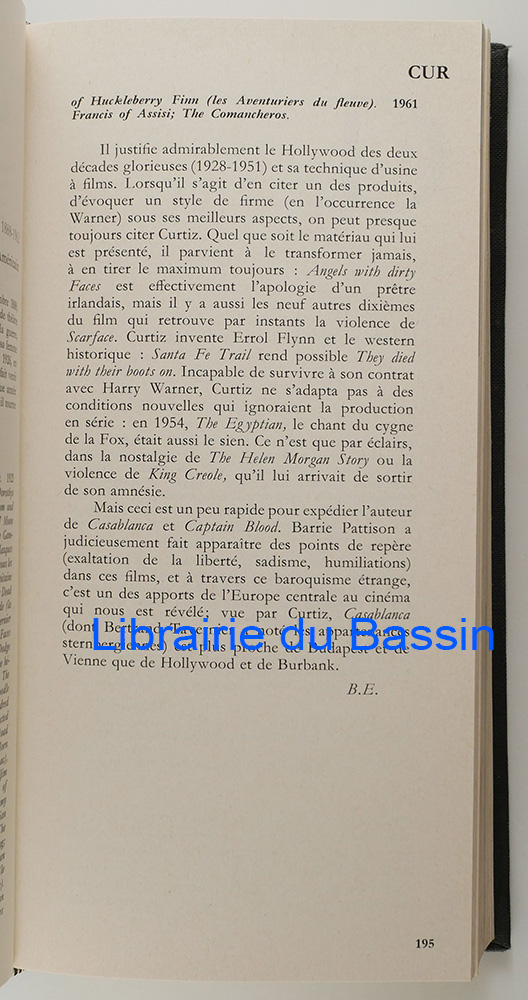 CUR
of Huckleberry Finn (les Aventuriers du fleuve). 1961
Francis of Assisi; The Comancheros.
Il justifie admirablement le Hollywood des deux
décades glorieuses (1928-1951) et sa technique d'usine
à films. Lorsqu'il s'agit d'en citer un des produits,
d'évoquer un style de firme (en l'occurrence la
Warner) sous ses meilleurs aspects, on peut presque
toujours citer Curtiz. Quel que soit le matériau qui lui
est présenté, il parvient à le transformer jamais,
à en tirer le maximum toujours : Angels with dirty
Faces est effectivement l'apologie d'un prêtre
irlandais, mais il y a aussi les neuf autres dixièmes
du film qui retrouve par instants la violence de
Scarface. Curtiz invente Errol Flynn et le western
historique : Santa Fe Trail rend possible They died
with their boots on. Incapable de survivre à son contrat
avec Harry Warner, Curtiz ne s'adapta pas à des
conditions nouvelles qui ignoraient la production
en série : en 1954, The Egyptian, le chant du cygne
de la Fox, était aussi le sien. Ce n'est que par éclairs,
dans la nostalgie de The Helen Morgan Story ou la
violence de King Creole, qu'il lui arrivait de sortir
de son amnésie.
Mais ceci est un peu rapide pour expédier l'auteur
de Casablanca et Captain Blood. Barrie Pattison a
judicieusement fait apparaître des points de repère
(exaltation de la liberté, sadisme, humiliations)
dans ces films, et à travers ce baroquisme étrange,
c'est un des apports de l'Europe centrale au cinéma
qui nous est révélé; vue par Curtiz, Casablanca
(dont Bertrand noté les appartenances
sternbergiennes) est plus proche de Budapest et de
Vienne que de Hollywood et de Burbank.
B.E.
Librairie du Bassin
195